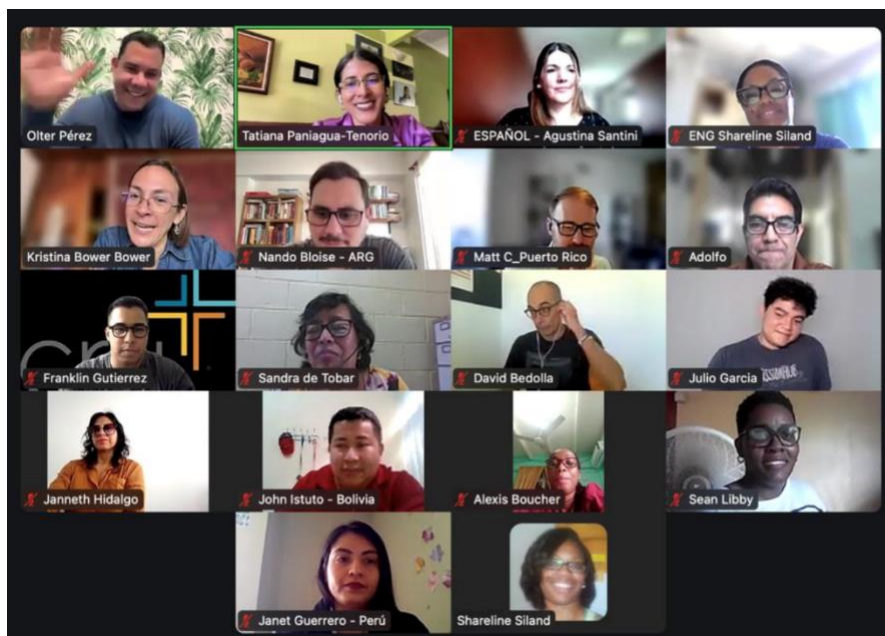 Olter Pérez
Tatiana Paniagua-Tenorio
ESPAÑOL - Agustina Santini
ENG Shareline Siland
Kristina Bower Bower
Nando Bloise - ARG
Matt C_Puerto Rico
Adolfo
cru
Franklin Gutierrez
Sandra de Tobar
David Bedolla
Julio Garcia
Janneth Hidalgo
John Istuto - Bolivia
Alexis Boucher
Sean Libby
Janet Guerrero - Perú
Shareline Siland